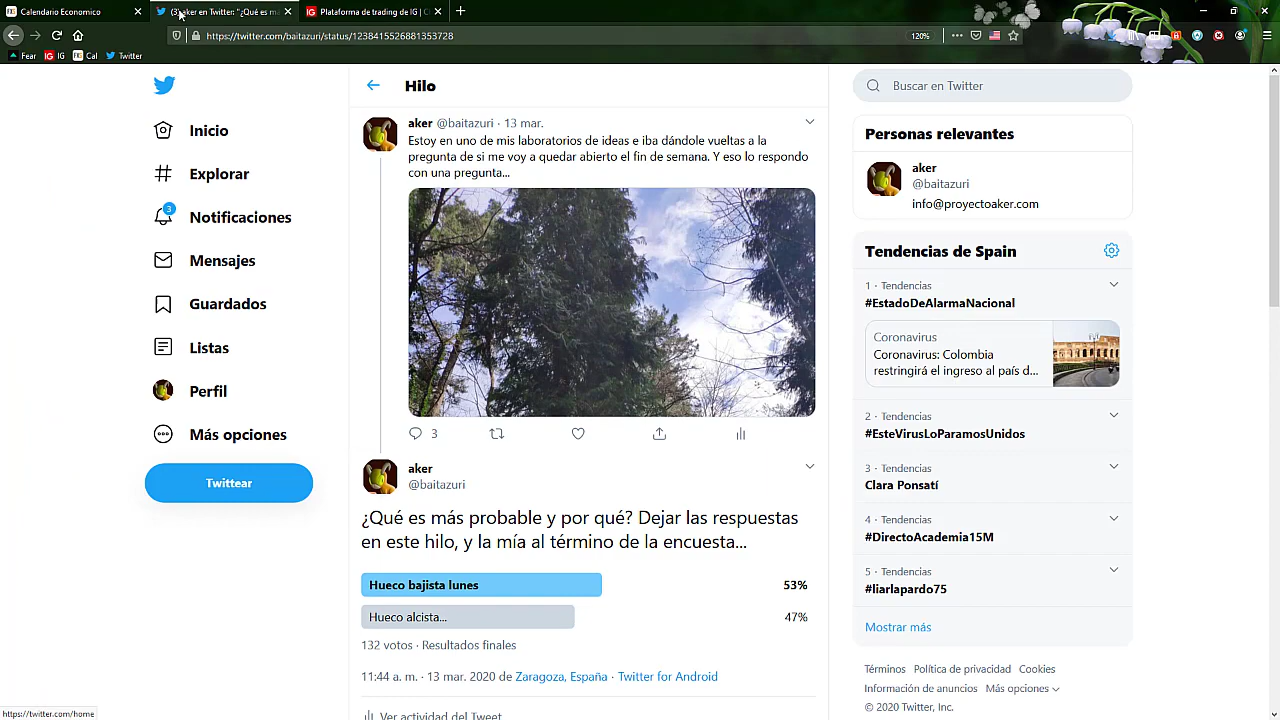 Calendario Economico
(3) aker en Twitter: "¿Qué es má
Plataforma de trading de IG | C
https://twitter.com/baitazuri/status/1238415526881353728
120%
Fear
IG IG
Cal
Twitter
Inicio
Explorar
3
Notificaciones
Mensajes
Guardados
Listas
Perfil
Más opciones
Twittear
Hilo
aker @baitazuri · 13 mar.
Estoy en uno de mis laboratorios de ideas e iba dándole vueltas a la
pregunta de si me voy a quedar abierto el fin de semana. Y eso lo respondo
con una pregunta...
3
aker
@baitazuri
¿Qué es más probable y por qué? Dejar las respuestas
en este hilo, y la mía al término de la encuesta...
Hueco bajista lunes 53%
Hueco alcista... 47%
132 votos · Resultados finales
11:44 a. m. · 13 mar. 2020 de Zaragoza, España · Twitter for Android
Ver actividad del Tweet
Buscar en Twitter
Personas relevantes
aker
@baitazuri
info@proyectoaker.com
Tendencias de Spain
1 · Tendencias
#EstadoDeAlarmaNacional
Coronavirus
Coronavirus: Colombia
restringirá el ingreso al país d...
2 · Tendencias
#EsteVirusLoParamosUnidos
3 · Tendencias
Clara Ponsatí
4 · Tendencias
#DirectoAcademia15M
5 · Tendencias
#liarlapardo75
Mostrar más
Términos Política de privacidad Cookies
Información de anuncios Más opciones
© 2020 Twitter, Inc.
https://twitter.com/home